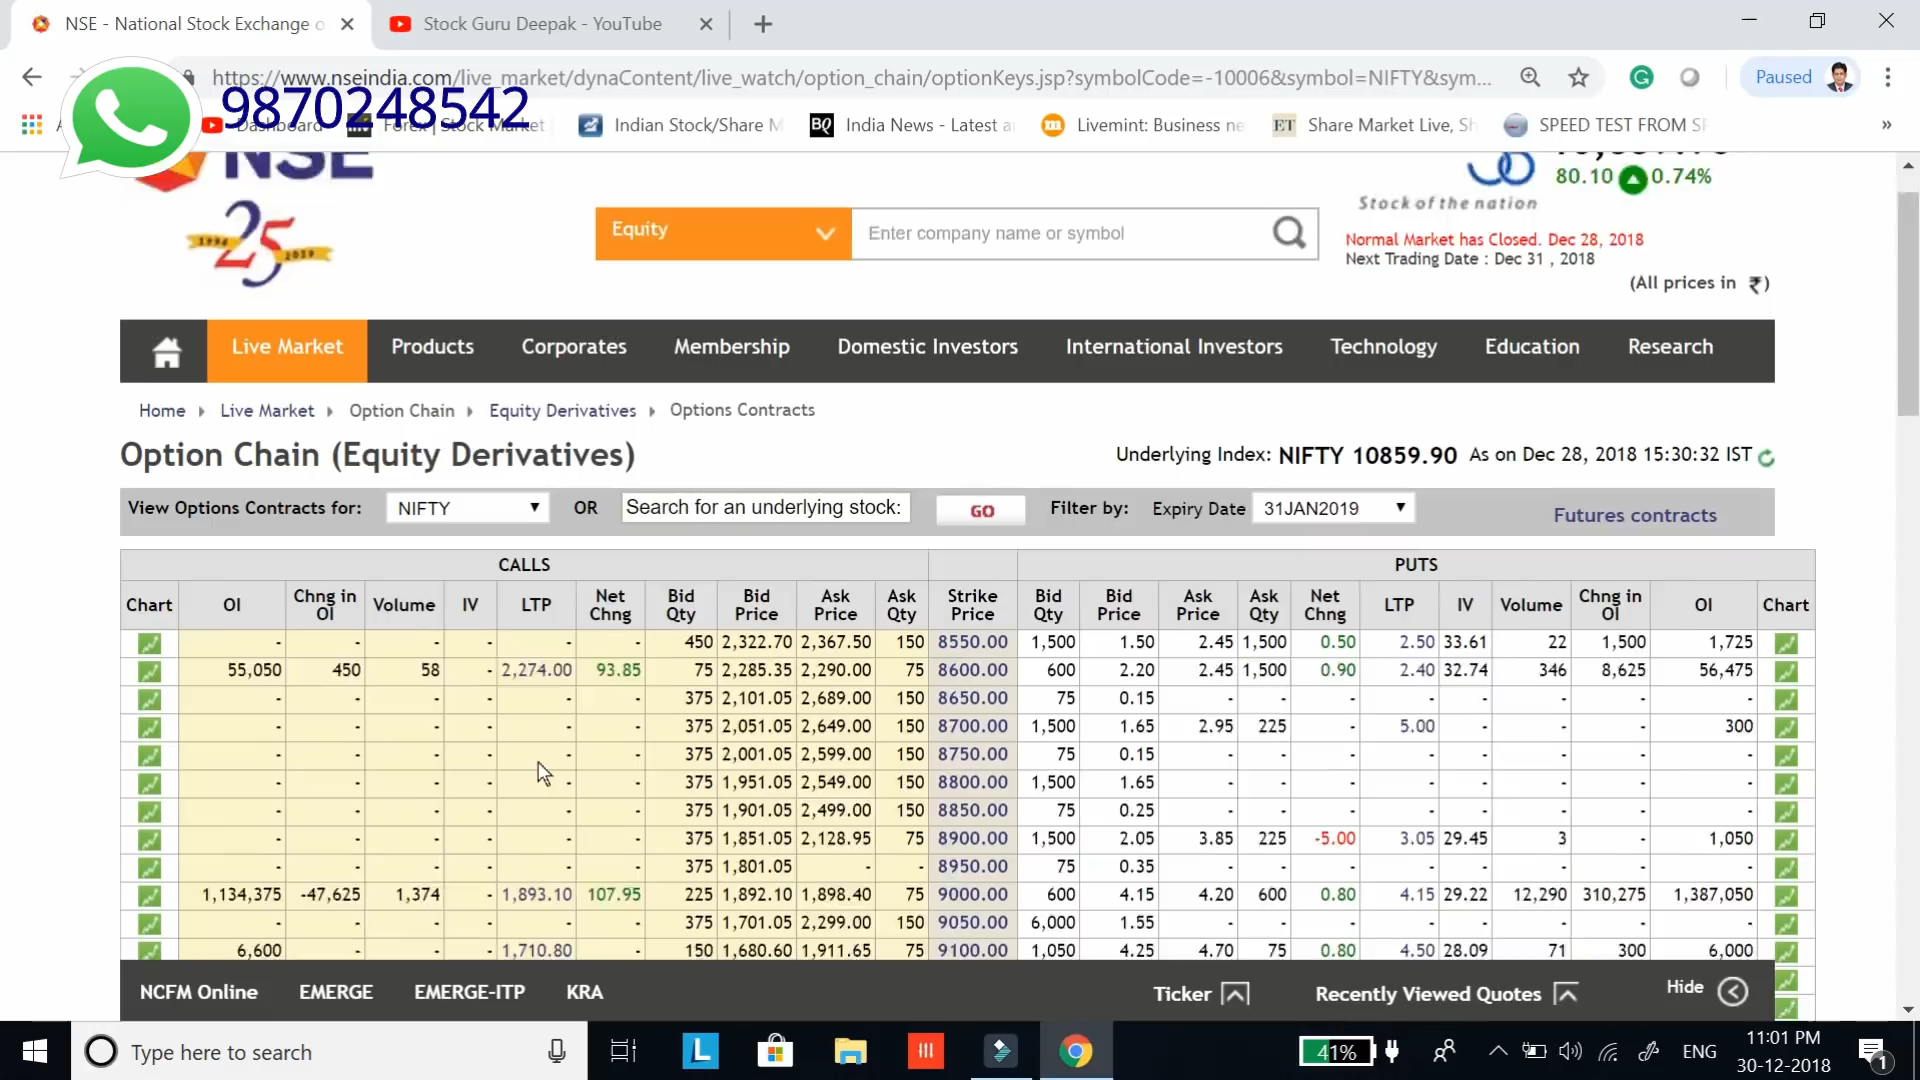 NSE - National Stock Exchange o
Stock Guru Deepak - YouTube
https://www.nseindia.com/live_market/dynaContent/live_watch/option_chain/optionKeys.jsp?symbolCode=-10006&symbol=NIFTY&sym...
Paused
9870248542
Dashboard
Forex | Stock Market
Indian Stock/Share M
BQ India News - Latest a
m Livemint: Business ne
ET Share Market Live, Sh
SPEED TEST FROM SP
»
NSE
80.10 0.74%
Stock of the nation
1994 25 2019
Equity
Enter company name or symbol
Normal Market has Closed. Dec 28, 2018
Next Trading Date : Dec 31 , 2018
(All prices in ₹)
Live Market Products Corporates Membership Domestic Investors International Investors Technology Education Research
Home Live Market Option Chain Equity Derivatives Options Contracts
Option Chain (Equity Derivatives)
Underlying Index: NIFTY 10859.90 As on Dec 28, 2018 15:30:32 IST
View Options Contracts for: NIFTY OR Search for an underlying stock: GO Filter by: Expiry Date 31JAN2019 Futures contracts
CALLS PUTS
Chart OI Chng in OI Volume IV LTP Net Chng Bid Qty Bid Price Ask Price Ask Qty Strike Price Bid Qty Bid Price Ask Price Ask Qty Net Chng LTP IV Volume Chng in OI OI Chart
- - - - - - 450 2,322.70 2,367.50 150 8550.00 1,500 1.50 2.45 1,500 0.50 2.50 33.61 22 1,500 1,725
55,050 450 58 - 2,274.00 93.85 75 2,285.35 2,290.00 75 8600.00 600 2.20 2.45 1,500 0.90 2.40 32.74 346 8,625 56,475
- - - - - - 375 2,101.05 2,689.00 150 8650.00 75 0.15 - - - - - - - -
- - - - - - 375 2,051.05 2,649.00 150 8700.00 1,500 1.65 2.95 225 - 5.00 - - - 300
- - - - - - 375 2,001.05 2,599.00 150 8750.00 75 0.15 - - - - - - - -
- - - - - - 375 1,951.05 2,549.00 150 8800.00 1,500 1.65 - - - - - - - -
- - - - - - 375 1,901.05 2,499.00 150 8850.00 75 0.25 - - - - - - - -
- - - - - - 375 1,851.05 2,128.95 75 8900.00 1,500 2.05 3.85 225 -5.00 3.05 29.45 3 - 1,050
- - - - - - 375 1,801.05 - - 8950.00 75 0.35 - - - - - - - -
1,134,375 -47,625 1,374 - 1,893.10 107.95 225 1,892.10 1,898.40 75 9000.00 600 4.15 4.20 600 0.80 4.15 29.22 12,290 310,275 1,387,050
- - - - - - 375 1,701.05 2,299.00 150 9050.00 6,000 1.55 - - - - - - - -
6,600 - - - 1,710.80 - 150 1,680.60 1,911.65 75 9100.00 1,050 4.25 4.70 75 0.80 4.50 28.09 71 300 6,000
NCFM Online EMERGE EMERGE-ITP KRA Ticker Recently Viewed Quotes Hide
Type here to search
L
41%
ENG
11:01 PM
30-12-2018
1